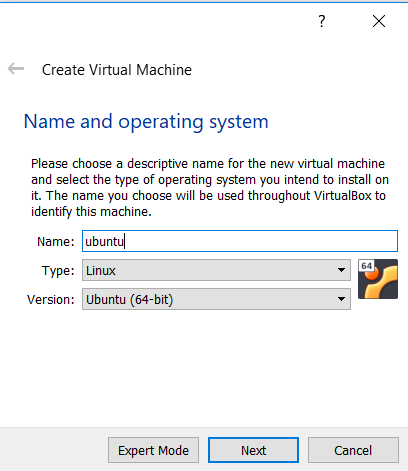 ?
Create Virtual Machine
Name and operating system
Please choose a descriptive name for the new virtual machine
and select the type of operating system you intend to install on
it. The name you choose will be used throughout VirtualBox to
identify this machine.
Name: ubuntu
Type: Linux
64
Version: Ubuntu (64-bit)
Expert Mode Next Cancel